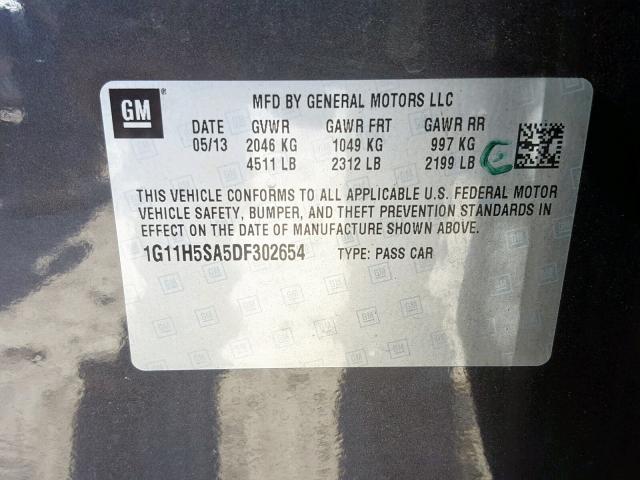 GM
MFD BY GENERAL MOTORS LLC
DATE GVWR GAWR FRT GAWR RR
05/13 2046 KG 1049 KG 997 KG
4511 LB 2312 LB 2199 LB
THIS VEHICLE CONFORMS TO ALL APPLICABLE U.S. FEDERAL MOTOR
VEHICLE SAFETY, BUMPER, AND THEFT PREVENTION STANDARDS IN
EFFECT ON THE DATE OF MANUFACTURE SHOWN ABOVE.
1G11H5SA5DF302654 TYPE: PASS CAR